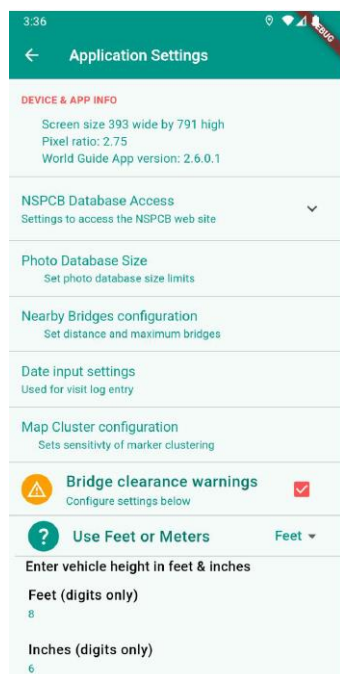 3:36
DEBUG
Application Settings
DEVICE & APP INFO
Screen size 393 wide by 791 high
Pixel ratio: 2.75
World Guide App version: 2.6.0.1
NSPCB Database Access
Settings to access the NSPCB web site
Photo Database Size
Set photo database size limits
Nearby Bridges configuration
Set distance and maximum bridges
Date input settings
Used for visit log entry
Map Cluster configuration
Sets sensitivty of marker clustering
Bridge clearance warnings
Configure settings below
? Use Feet or Meters Feet
Enter vehicle height in feet & inches
Feet (digits only)
8
Inches (digits only)
6